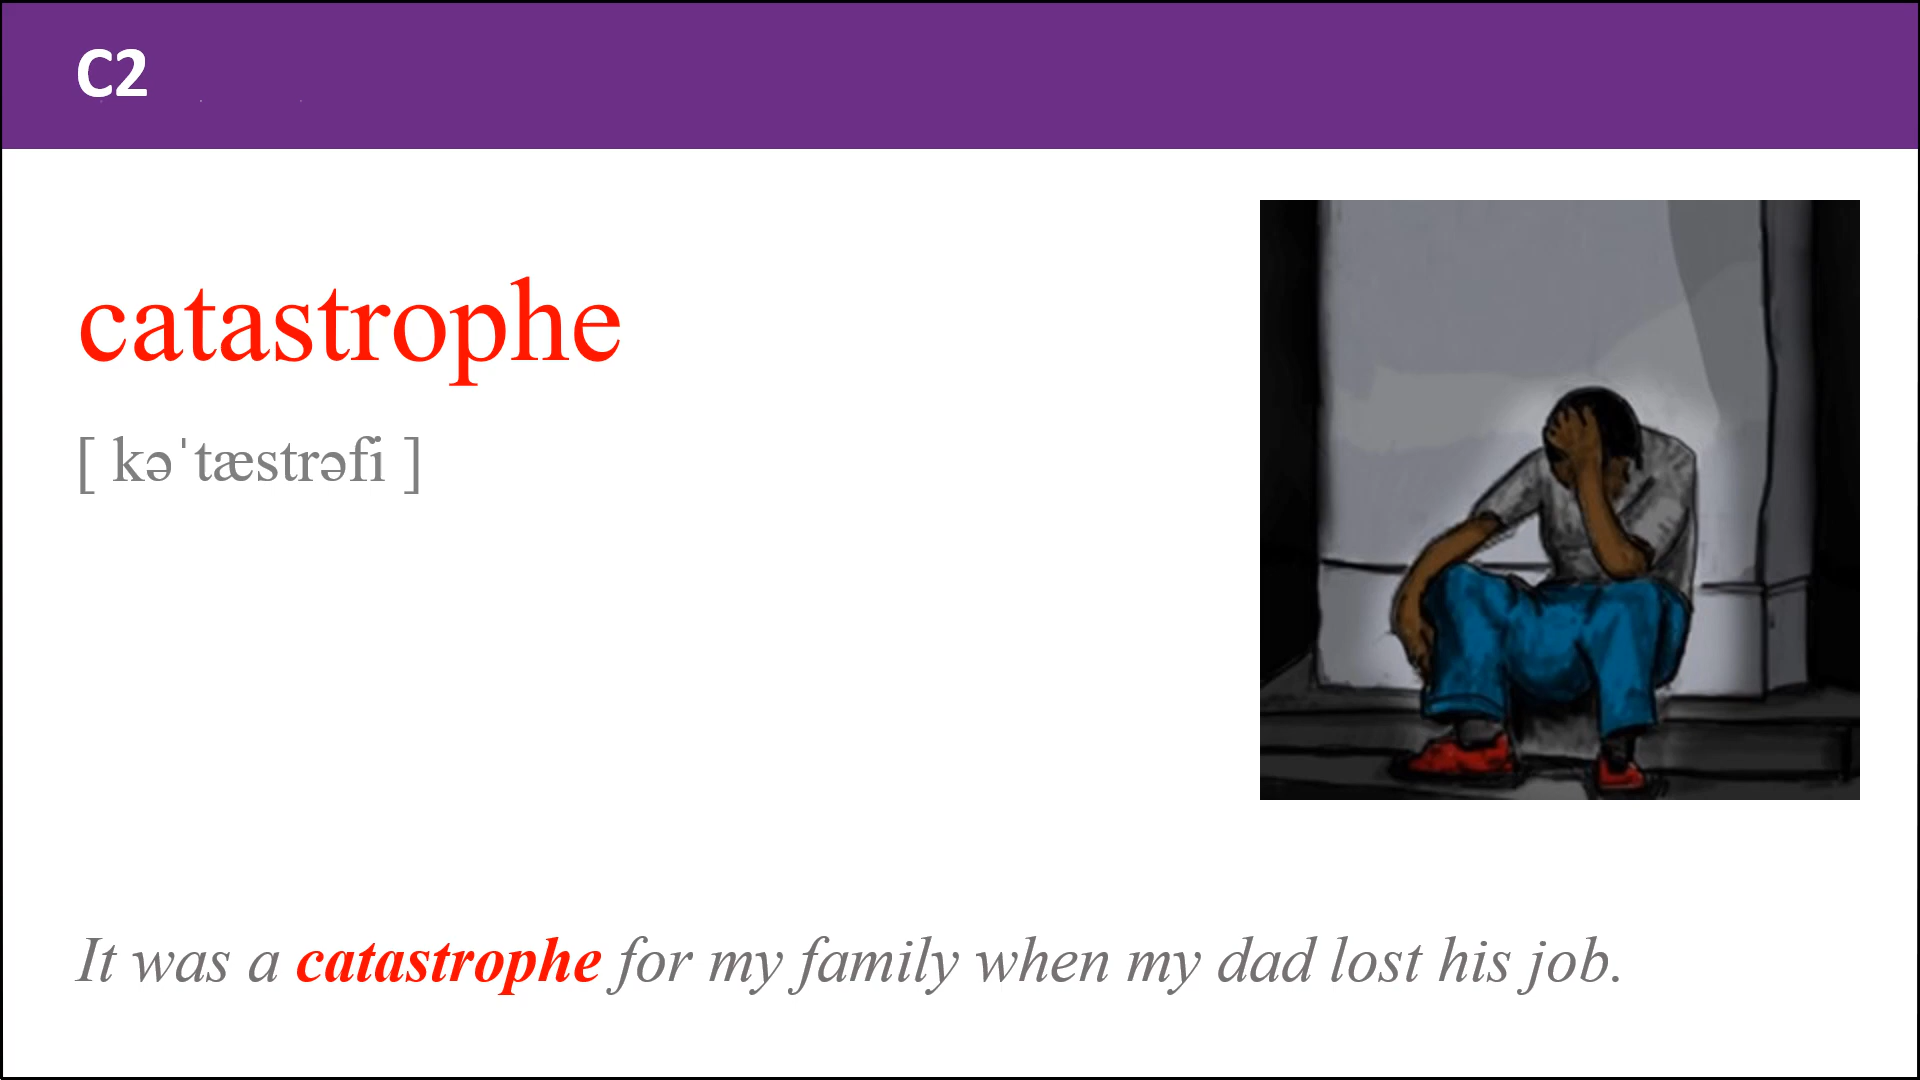 C2
catastrophe
[ kəˈtæstrəfi ]
It was a catastrophe for my family when my dad lost his job.